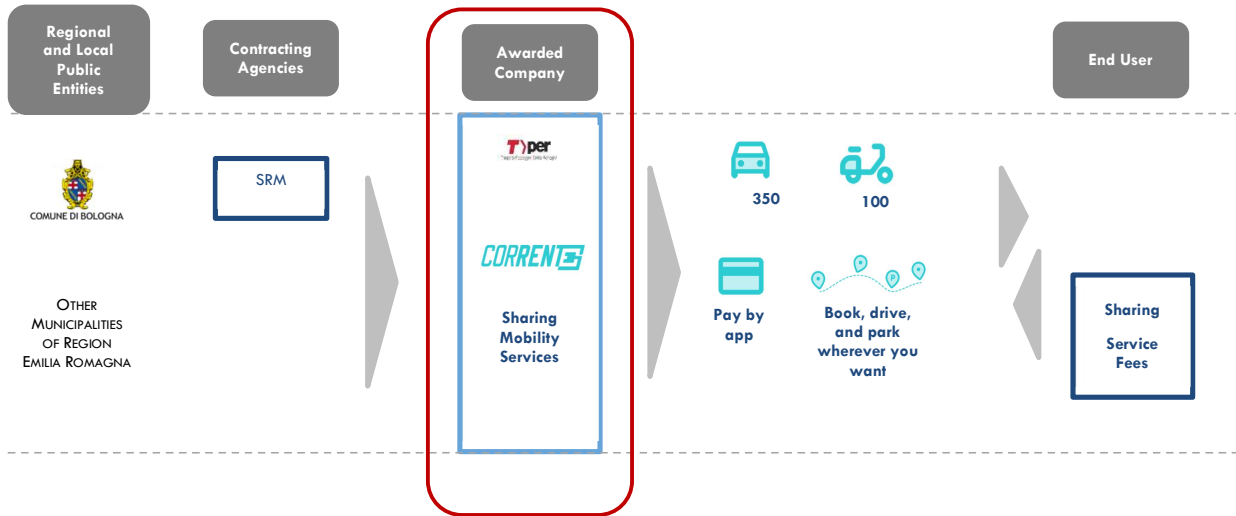 Regional
and Local
Public
Entities
Contracting
Agencies
Awarded
Company
End User
COMUNE DI BOLOGNA
OTHER
MUNICIPALITIES
OF REGION
EMILIA ROMAGNA
SRM
T per
CORRENTE
Sharing
Mobility
Services
350
100
Pay by
app
P
Book, drive,
and park
wherever you
want
Sharing
Service
Fees